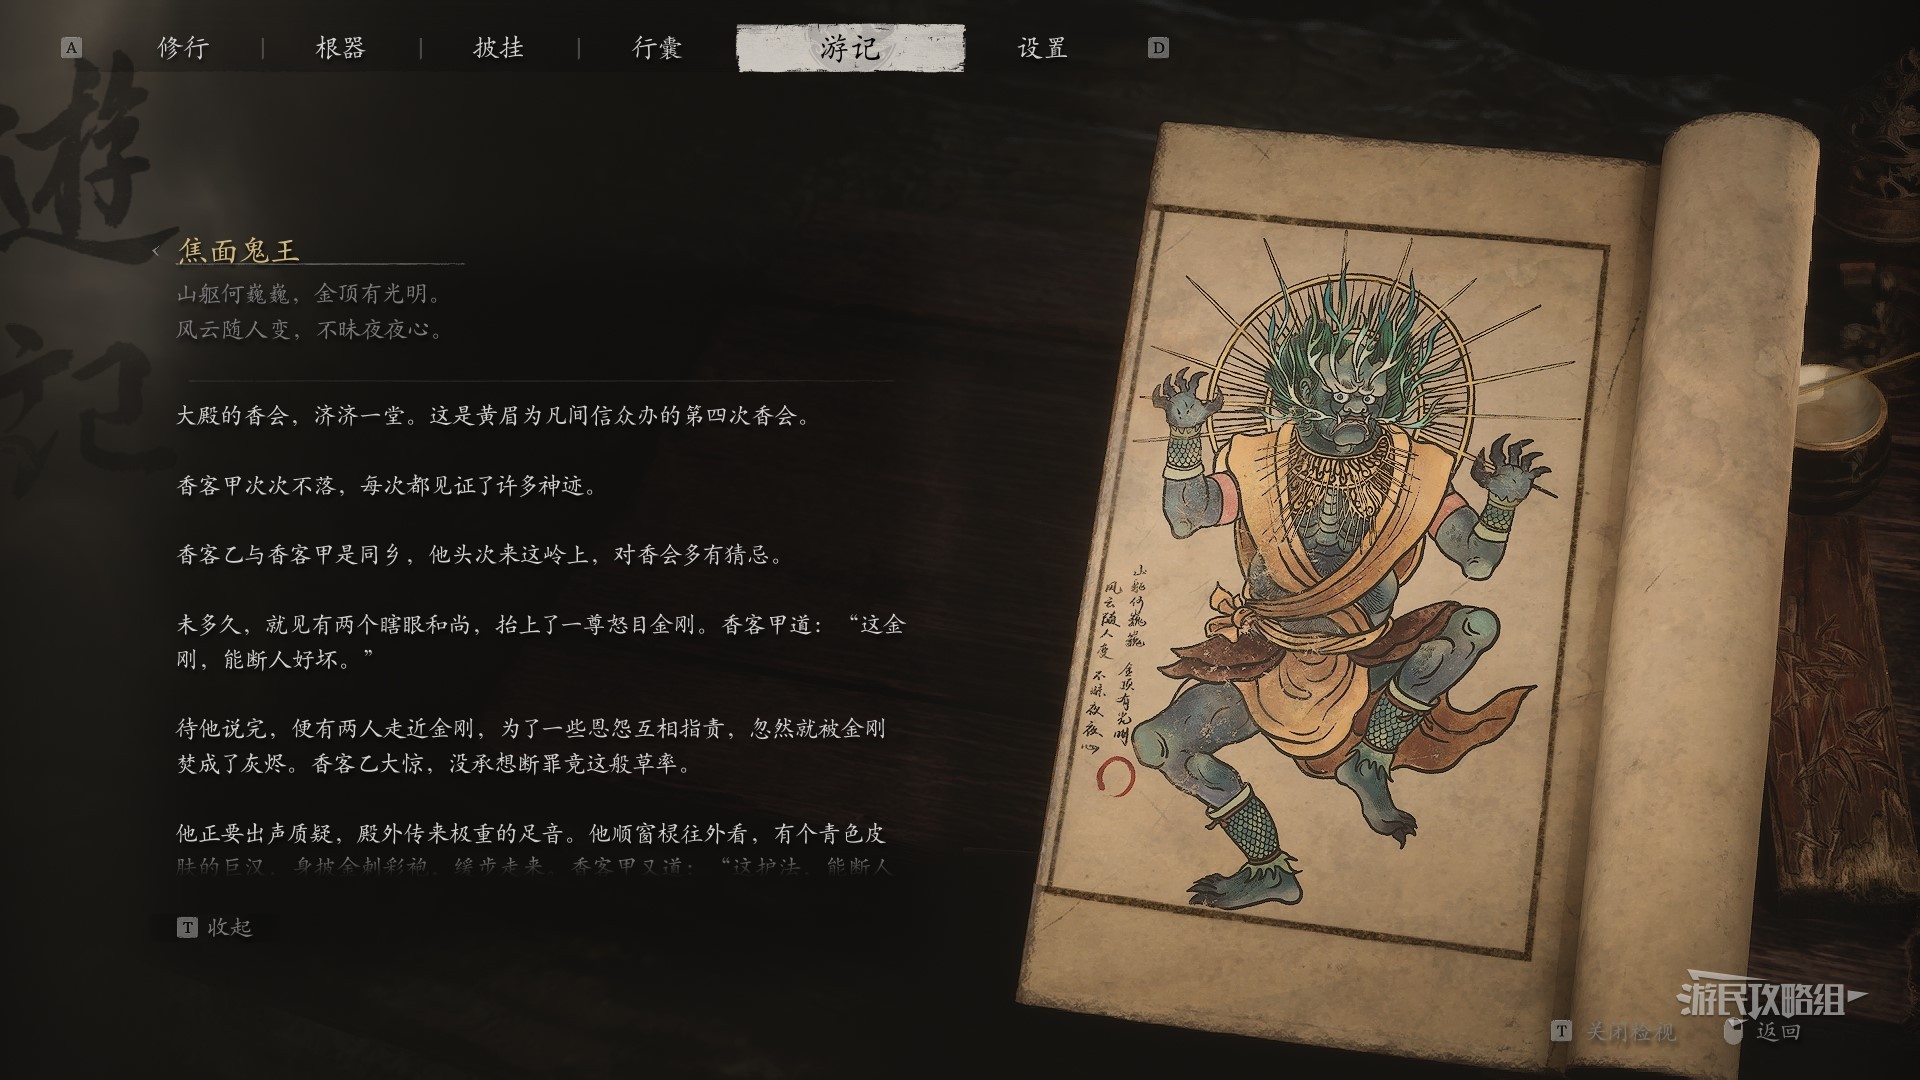 A 修行 | 根器 | 披挂 | 行囊 游记 设置 D
遊記
焦面鬼王
山躯何巍巍，金顶有光明。
风云随人变，不昧夜夜心。
大殿的香会，济济一堂。这是黄眉为凡间信众办的第四次香会。
香客甲次次不落，每次都见证了许多神迹。
香客乙与香客甲是同乡，他头次来这岭上，对香会多有猜忌。
未多久，就见有两个瞎眼和尚，抬上了一尊怒目金刚。香客甲道：“这金
刚，能断人好坏。”
待他说完，便有两人走近金刚，为了一些恩怨互相指责，忽然就被金刚
焚成了灰烬。香客乙大惊，没承想断罪竟这般草率。
他正要出声质疑，殿外传来极重的足音。他顺窗棂往外看，有个青色皮
肤的巨汉，身披金刺彩袍，缓步走来。香客甲又道：“这护法，能断人
T 收起
山躯何巍巍 金顶有光明
风云随人变 不昧夜夜心
游民攻略组
T 关闭检视 返回